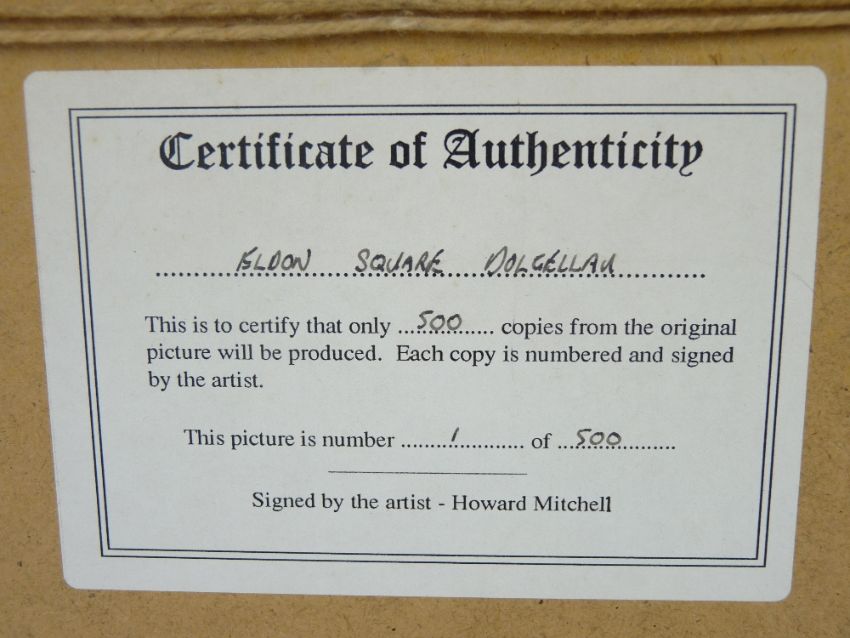 Certificate of Authenticity
ELDON SQUARE DOLGELLAU
This is to certify that only ...500...... copies from the original
picture will be produced. Each copy is numbered and signed
by the artist.
This picture is number ........1............ of ...500.........
Signed by the artist - Howard Mitchell